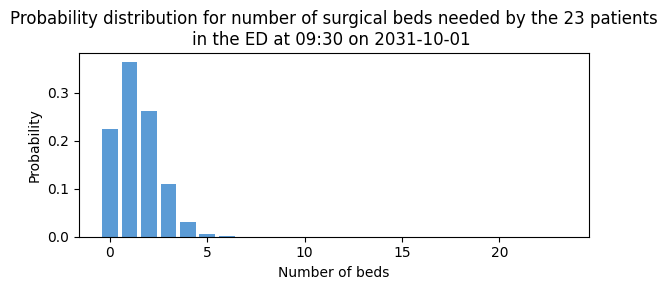 Probability distribution for number of surgical beds needed by the 23 patients
in the ED at 09:30 on 2031-10-01
Probability
0.3
0.2
0.1
0.0
0
5
10
15
20
Number of beds